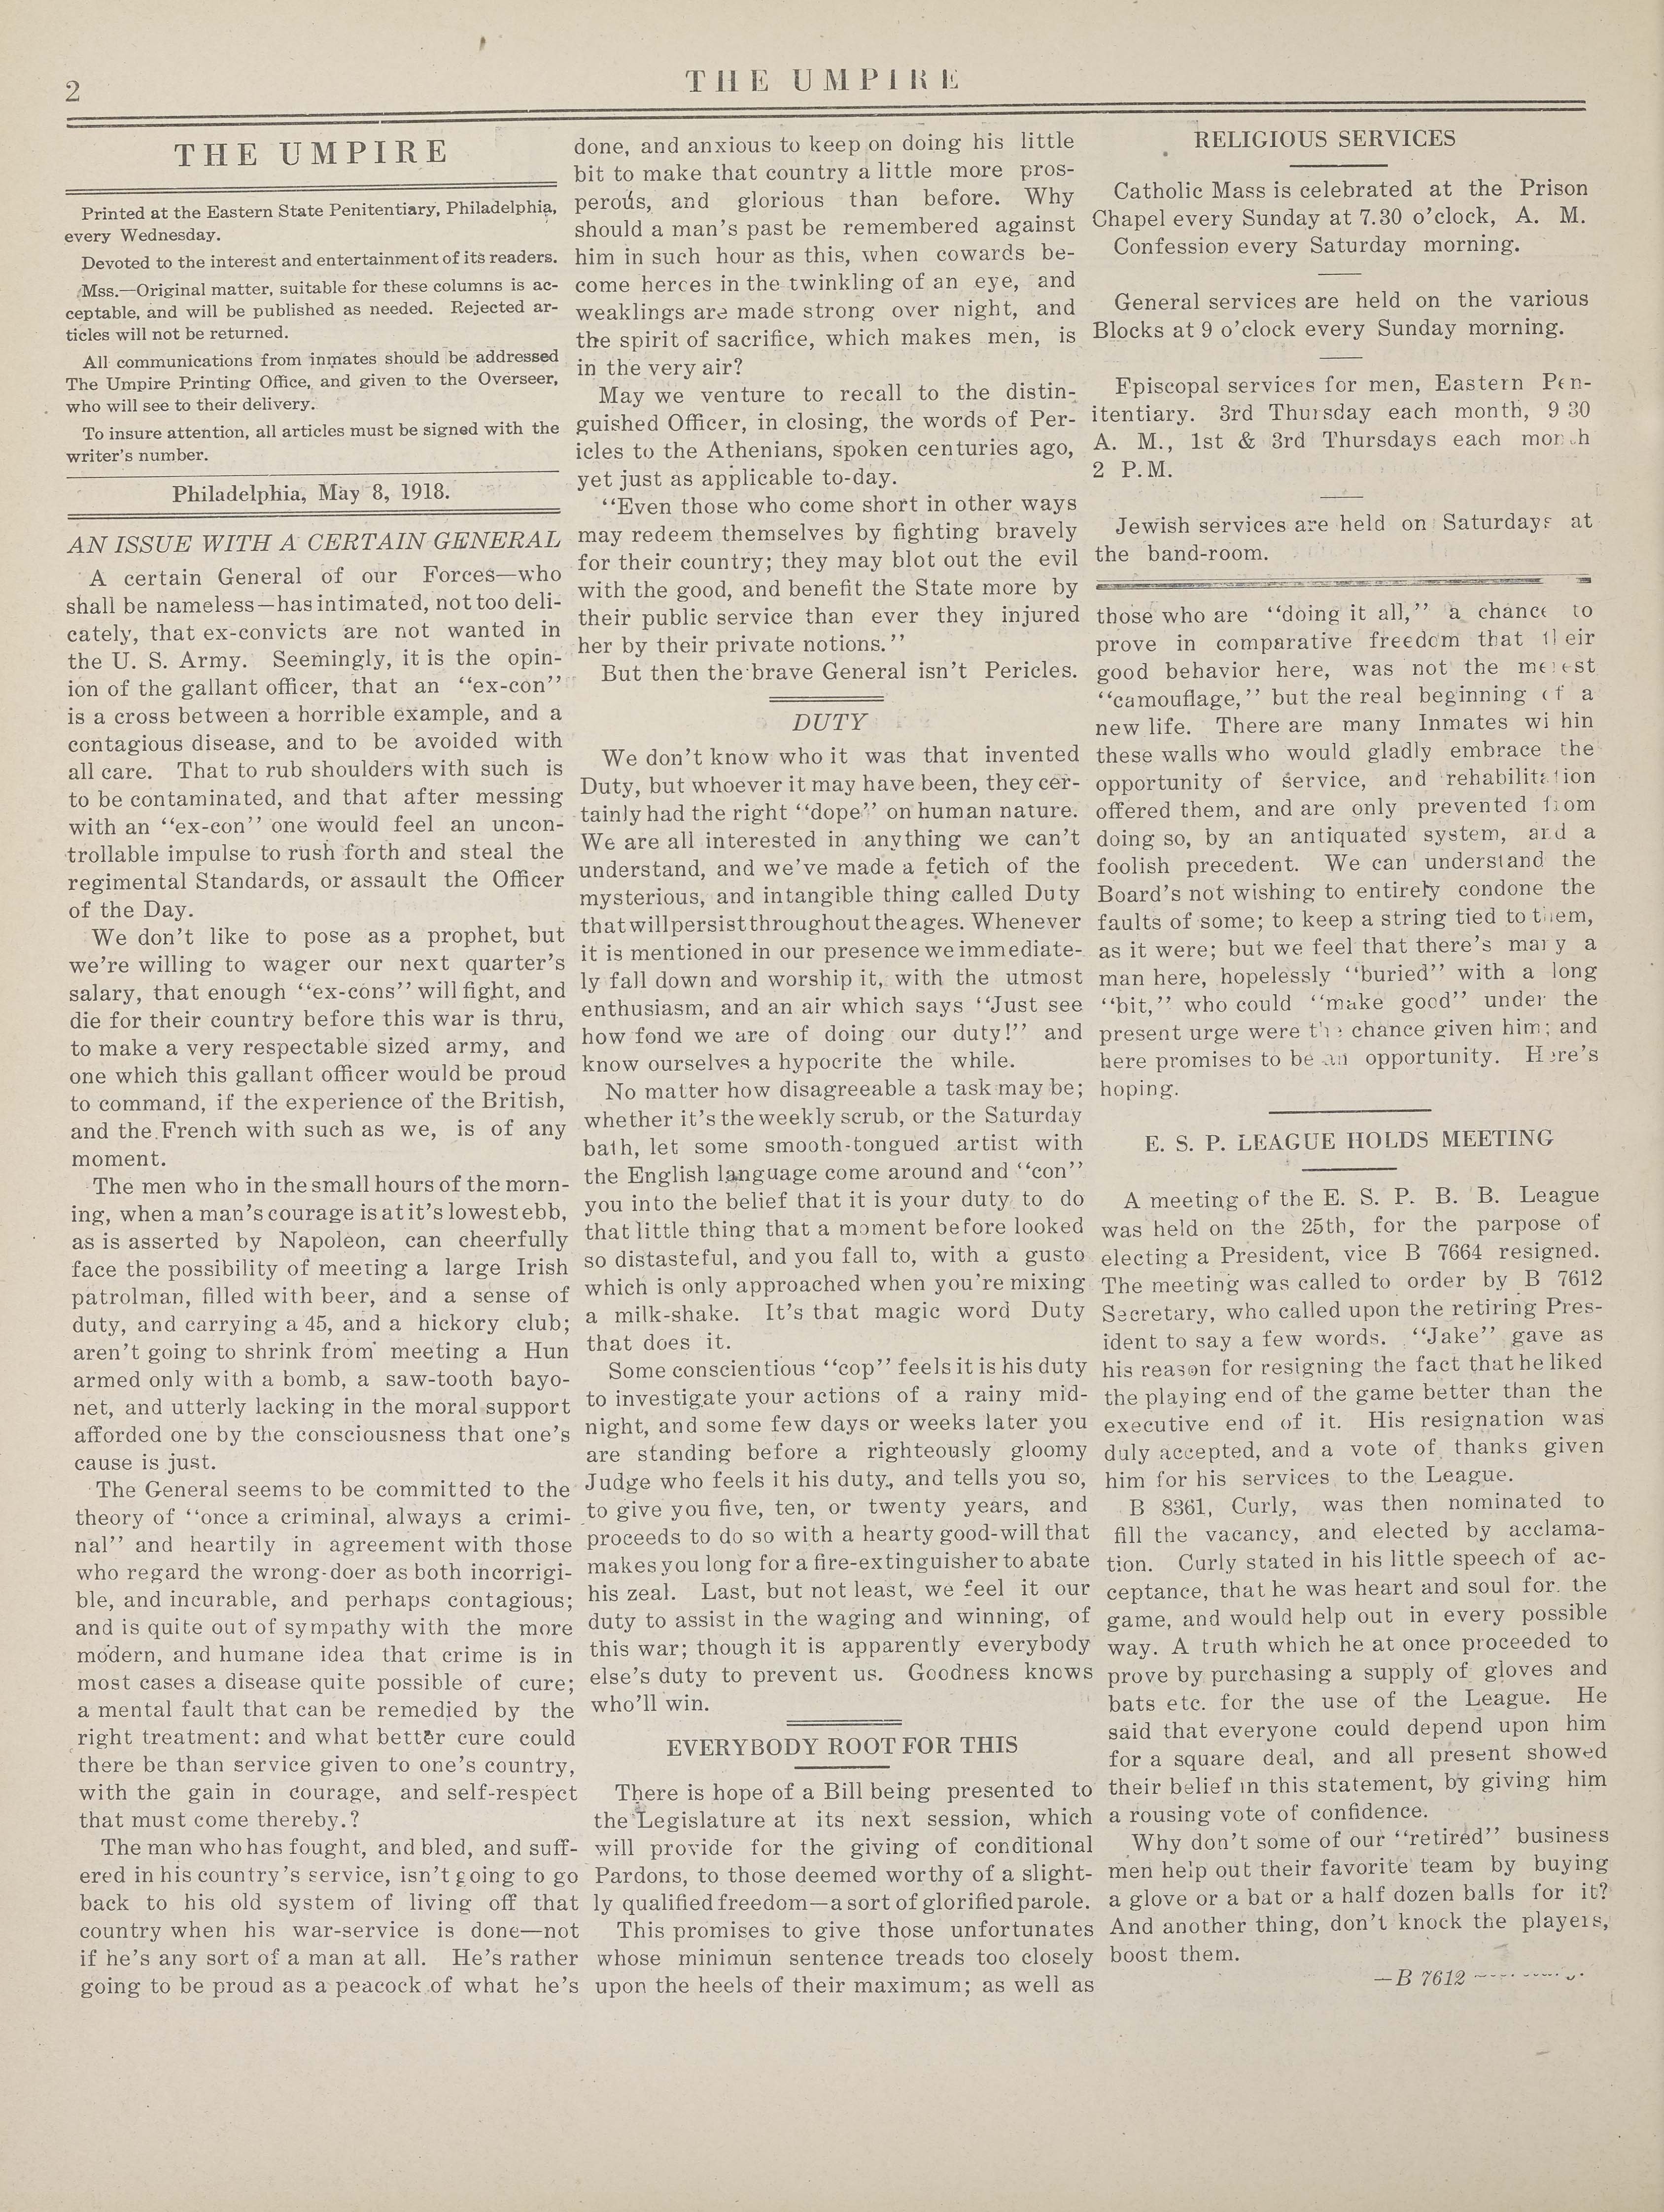 2
THE UMPIRE
THE UMPIRE
Printed at the Eastern State Penitentiary, Philadelphia,
every Wednesday.
Devoted to the interest and entertainment of its readers.
Mss.—Original matter, suitable for these columns is ac-
ceptable, and will be published as needed. Rejected ar-
ticles will not be returned.
All communications from inmates should be addressed
The Umpire Printing Office, and given to the Overseer,
who will see to their delivery.
To insure attention, all articles must be signed with the
writer's number.
Philadelphia, May 8, 1918.
AN ISSUE WITH A CERTAIN GENERAL
A certain General of our Forces—who
shall be nameless—has intimated, not too deli-
cately, that ex-convicts are not wanted in
the U. S. Army. Seemingly, it is the opin-
ion of the gallant officer, that an "ex-con"
is a cross between a horrible example, and a
contagious disease, and to be avoided with
all care. That to rub shoulders with such is
to be contaminated, and that after messing
with an "ex-con" one would feel an uncon-
trollable impulse to rush forth and steal the
regimental Standards, or assault the Officer
of the Day.
We don't like to pose as a prophet, but
we're willing to wager our next quarter's
salary, that enough "ex-cons" will fight, and
die for their country before this war is thru,
to make a very respectable sized army, and
one which this gallant officer would be proud
to command, if the experience of the British,
and the French with such as we, is of any
moment.
The men who in the small hours of the morn-
ing, when a man's courage is at it's lowest ebb,
as is asserted by Napoleon, can cheerfully
face the possibility of meeting a large Irish
patrolman, filled with beer, and a sense of
duty, and carrying a 45, and a hickory club;
aren't going to shrink from meeting a Hun
armed only with a bomb, a saw-tooth bayo-
net, and utterly lacking in the moral support
afforded one by the consciousness that one's
cause is just.
The General seems to be committed to the
theory of "once a criminal, always a crimi-
nal" and heartily in agreement with those
who regard the wrong-doer as both incorrigi-
ble, and incurable, and perhaps contagious;
and is quite out of sympathy with the more
modern, and humane idea that crime is in
most cases a disease quite possible of cure;
a mental fault that can be remedied by the
right treatment: and what better cure could
there be than service given to one's country,
with the gain in courage, and self-respect
that must come thereby.?
The man who has fought, and bled, and suff-
ered in his country's service, isn't going to go
back to his old system of living off that
country when his war-service is done—not
if he's any sort of a man at all. He's rather
going to be proud as a peacock of what he's
done, and anxious to keep on doing his little
bit to make that country a little more pros-
perous, and glorious than before. Why
should a man's past be remembered against
him in such hour as this, when cowards be-
come heroes in the twinkling of an eye, and
weaklings are made strong over night, and
the spirit of sacrifice, which makes men, is
in the very air?
May we venture to recall to the distin-
guished Officer, in closing, the words of Per-
icles to the Athenians, spoken centuries ago,
yet just as applicable to-day.
"Even those who come short in other ways
may redeem themselves by fighting bravely
for their country; they may blot out the evil
with the good, and benefit the State more by
their public service than ever they injured
her by their private notions."
But then the brave General isn't Pericles.
DUTY
We don't know who it was that invented
Duty, but whoever it may have been, they cer-
tainly had the right "dope" on human nature.
We are all interested in anything we can't
understand, and we've made a fetich of the
mysterious, and intangible thing called Duty
that will persist throughout the ages. Whenever
it is mentioned in our presence we immediate-
ly fall down and worship it, with the utmost
enthusiasm, and an air which says "Just see
how fond we are of doing our duty!" and
know ourselves a hypocrite the while.
No matter how disagreeable a task may be;
whether it's the weekly scrub, or the Saturday
bath, let some smooth-tongued artist with
the English language come around and "con"
you into the belief that it is your duty to do
that little thing that a moment before looked
so distasteful, and you fall to, with a gusto
which is only approached when you're mixing
a milk-shake. It's that magic word Duty
that does it.
Some conscientious "cop" feels it is his duty
to investigate your actions of a rainy mid-
night, and some few days or weeks later you
are standing before a righteously gloomy
Judge who feels it his duty, and tells you so,
to give you five, ten, or twenty years, and
proceeds to do so with a hearty good-will that
makes you long for a fire-extinguisher to abate
his zeal. Last, but not least, we feel it our
duty to assist in the waging and winning, of
this war; though it is apparently everybody
else's duty to prevent us. Goodness knows
who'll win.
EVERYBODY ROOT FOR THIS
There is hope of a Bill being presented to
the Legislature at its next session, which
will provide for the giving of conditional
Pardons, to those deemed worthy of a slight-
ly qualified freedom—a sort of glorified parole.
This promises to give those unfortunates
whose minimun sentence treads too closely
upon the heels of their maximum; as well as
RELIGIOUS SERVICES
Catholic Mass is celebrated at the Prison
Chapel every Sunday at 7.30 o'clock, A. M.
Confession every Saturday morning.
General services are held on the various
Blocks at 9 o'clock every Sunday morning.
Episcopal services for men, Eastern Pen-
itentiary. 3rd Thursday each month, 9 30
A. M., 1st & 3rd Thursdays each month
2 P.M.
Jewish services are held on Saturdays at
the band-room.
those who are "doing it all," a chance to
prove in comparative freedom that their
good behavior here, was not the merest
"camouflage," but the real beginning of a
new life. There are many Inmates wi hin
these walls who would gladly embrace the
opportunity of service, and rehabilitation
offered them, and are only prevented from
doing so, by an antiquated system, and a
foolish precedent. We can understand the
Board's not wishing to entirely condone the
faults of some; to keep a string tied to them,
as it were; but we feel that there's many a
man here, hopelessly "buried" with a long
"bit," who could "make good" under the
present urge were the chance given him; and
here promises to be an opportunity. Here's
hoping.
E. S. P. LEAGUE HOLDS MEETING
A meeting of the E. S. P. B. B. League
was held on the 25th, for the parpose of
electing a President, vice B 7664 resigned.
The meeting was called to order by B 7612
Secretary, who called upon the retiring Pres-
ident to say a few words. "Jake" gave as
his reason for resigning the fact that he liked
the playing end of the game better than the
executive end of it. His resignation was
duly accepted, and a vote of thanks given
him for his services to the League.
B 8361, Curly, was then nominated to
fill the vacancy, and elected by acclama-
tion. Curly stated in his little speech of ac-
ceptance, that he was heart and soul for. the
game, and would help out in every possible
way. A truth which he at once proceeded to
prove by purchasing a supply of gloves and
bats etc. for the use of the League. He
said that everyone could depend upon him
for a square deal, and all present showed
their belief in this statement, by giving him
a rousing vote of confidence.
Why don't some of our "retired" business
men help out their favorite team by buying
a glove or a bat or a half dozen balls for it?
And another thing, don't knock the players,
boost them.
—B 7612